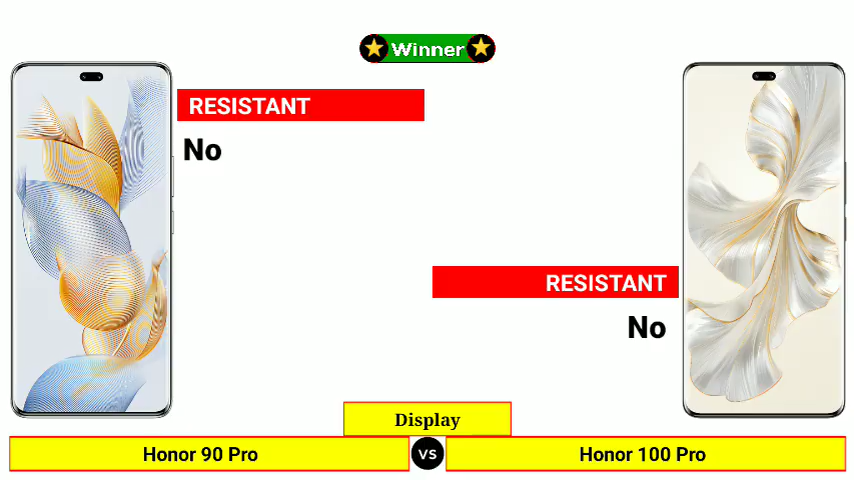 Winner
RESISTANT
No
RESISTANT
No
Display
Honor 90 Pro
VS
Honor 100 Pro